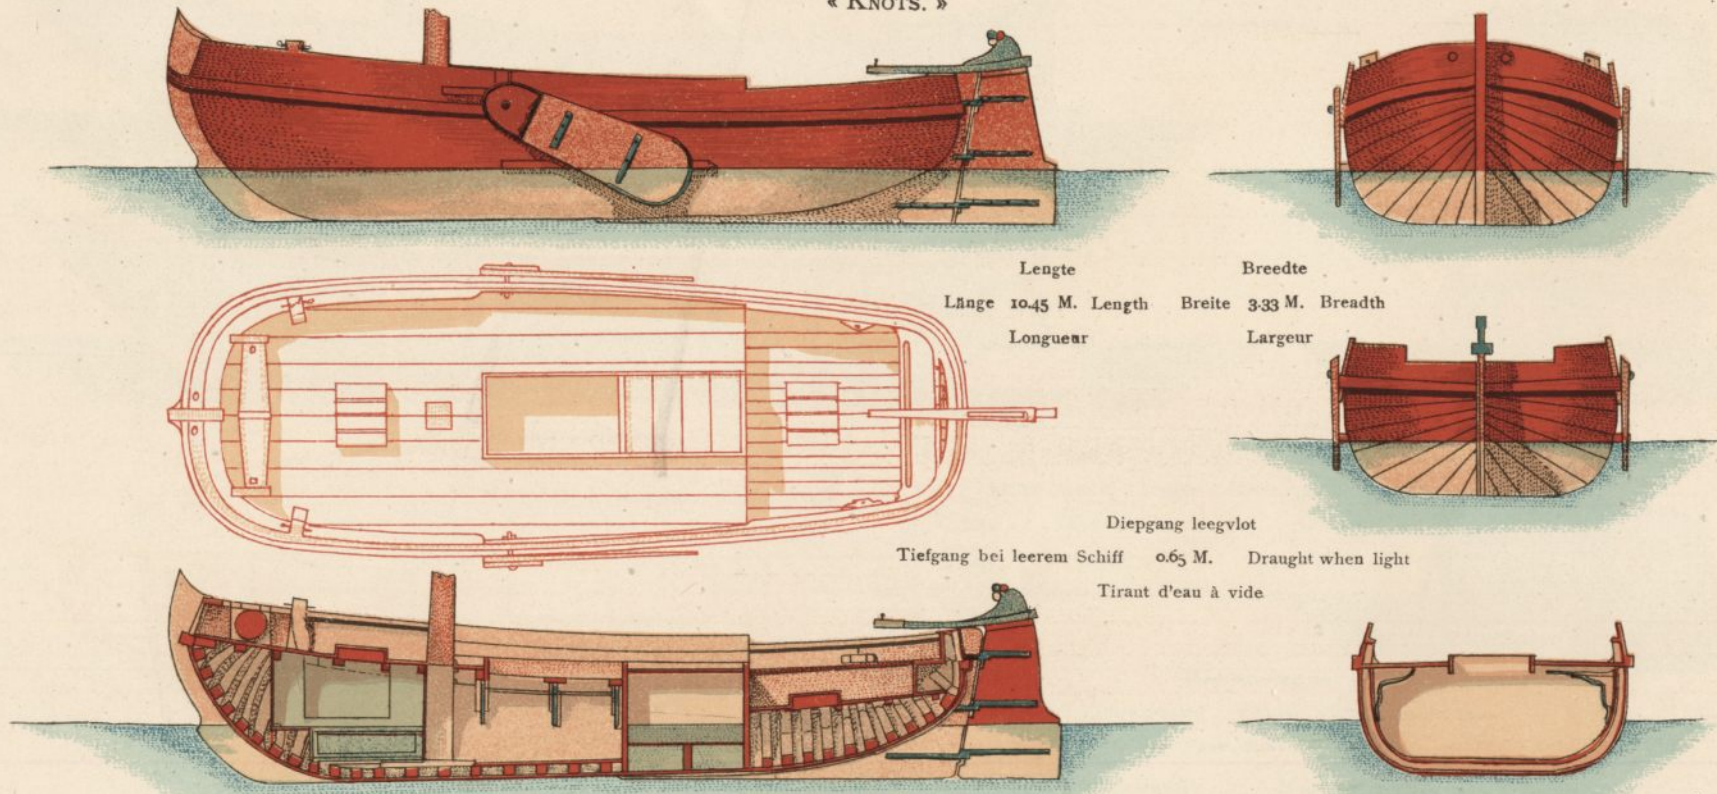 « KNOTS. »
Lengte Breedte
Länge 10.45 M. Length Breite 3.33 M. Breadth
Longueur Largeur
Diepgang leegvlot
Tiefgang bei leerem Schiff 0.65 M. Draught when light
Tirant d'eau à vide